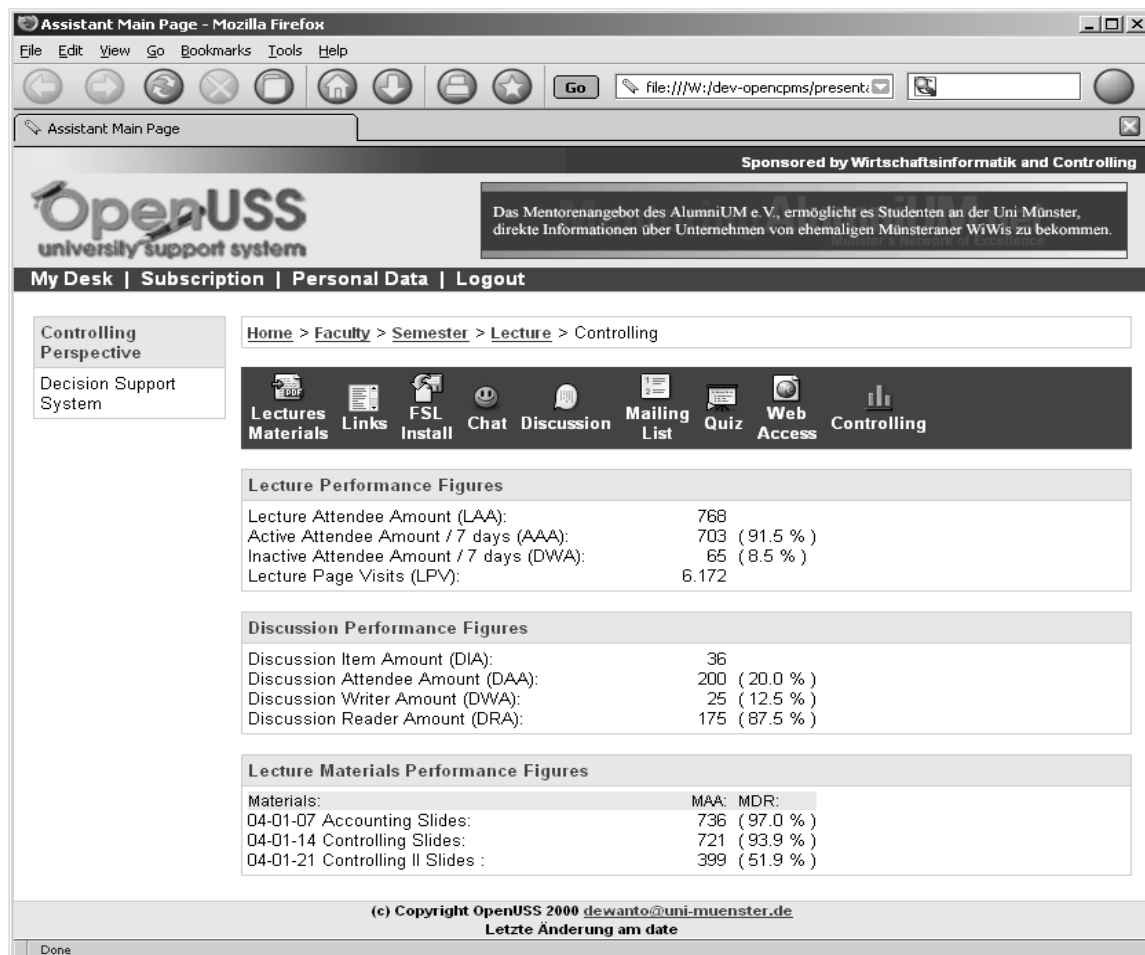 Assistant Main Page - Mozilla Firefox
File Edit View Go Bookmarks Tools Help
Go file:///W:/dev-opencpms/present
Assistant Main Page
Sponsored by Wirtschaftsinformatik and Controlling
OpenUSS
university support system
Das Mentorenangebot des AlumniUM e.V., ermöglicht es Studenten an der Uni Münster,
direkte Informationen über Unternehmen von ehemaligen Münsteraner WiWis zu bekommen.
Münster's Network of Excellence
My Desk | Subscription | Personal Data | Logout
Controlling
Perspective
Decision Support
System
Home > Faculty > Semester > Lecture > Controlling
Lectures Materials
Links
FSL Install
Chat
Discussion
Mailing List
Quiz
Web Access
Controlling
Lecture Performance Figures
Lecture Attendee Amount (LAA): 768
Active Attendee Amount / 7 days (AAA): 703 ( 91.5 % )
Inactive Attendee Amount / 7 days (DWA): 65 ( 8.5 % )
Lecture Page Visits (LPV): 6.172
Discussion Performance Figures
Discussion Item Amount (DIA): 36
Discussion Attendee Amount (DAA): 200 ( 20.0 % )
Discussion Writer Amount (DWA): 25 ( 12.5 % )
Discussion Reader Amount (DRA): 175 ( 87.5 % )
Lecture Materials Performance Figures
Materials: MAA: MDR:
04-01-07 Accounting Slides: 736 ( 97.0 % )
04-01-14 Controlling Slides: 721 ( 93.9 % )
04-01-21 Controlling II Slides : 399 ( 51.9 % )
(c) Copyright OpenUSS 2000 dewanto@uni-muenster.de
Letzte Änderung am date
Done